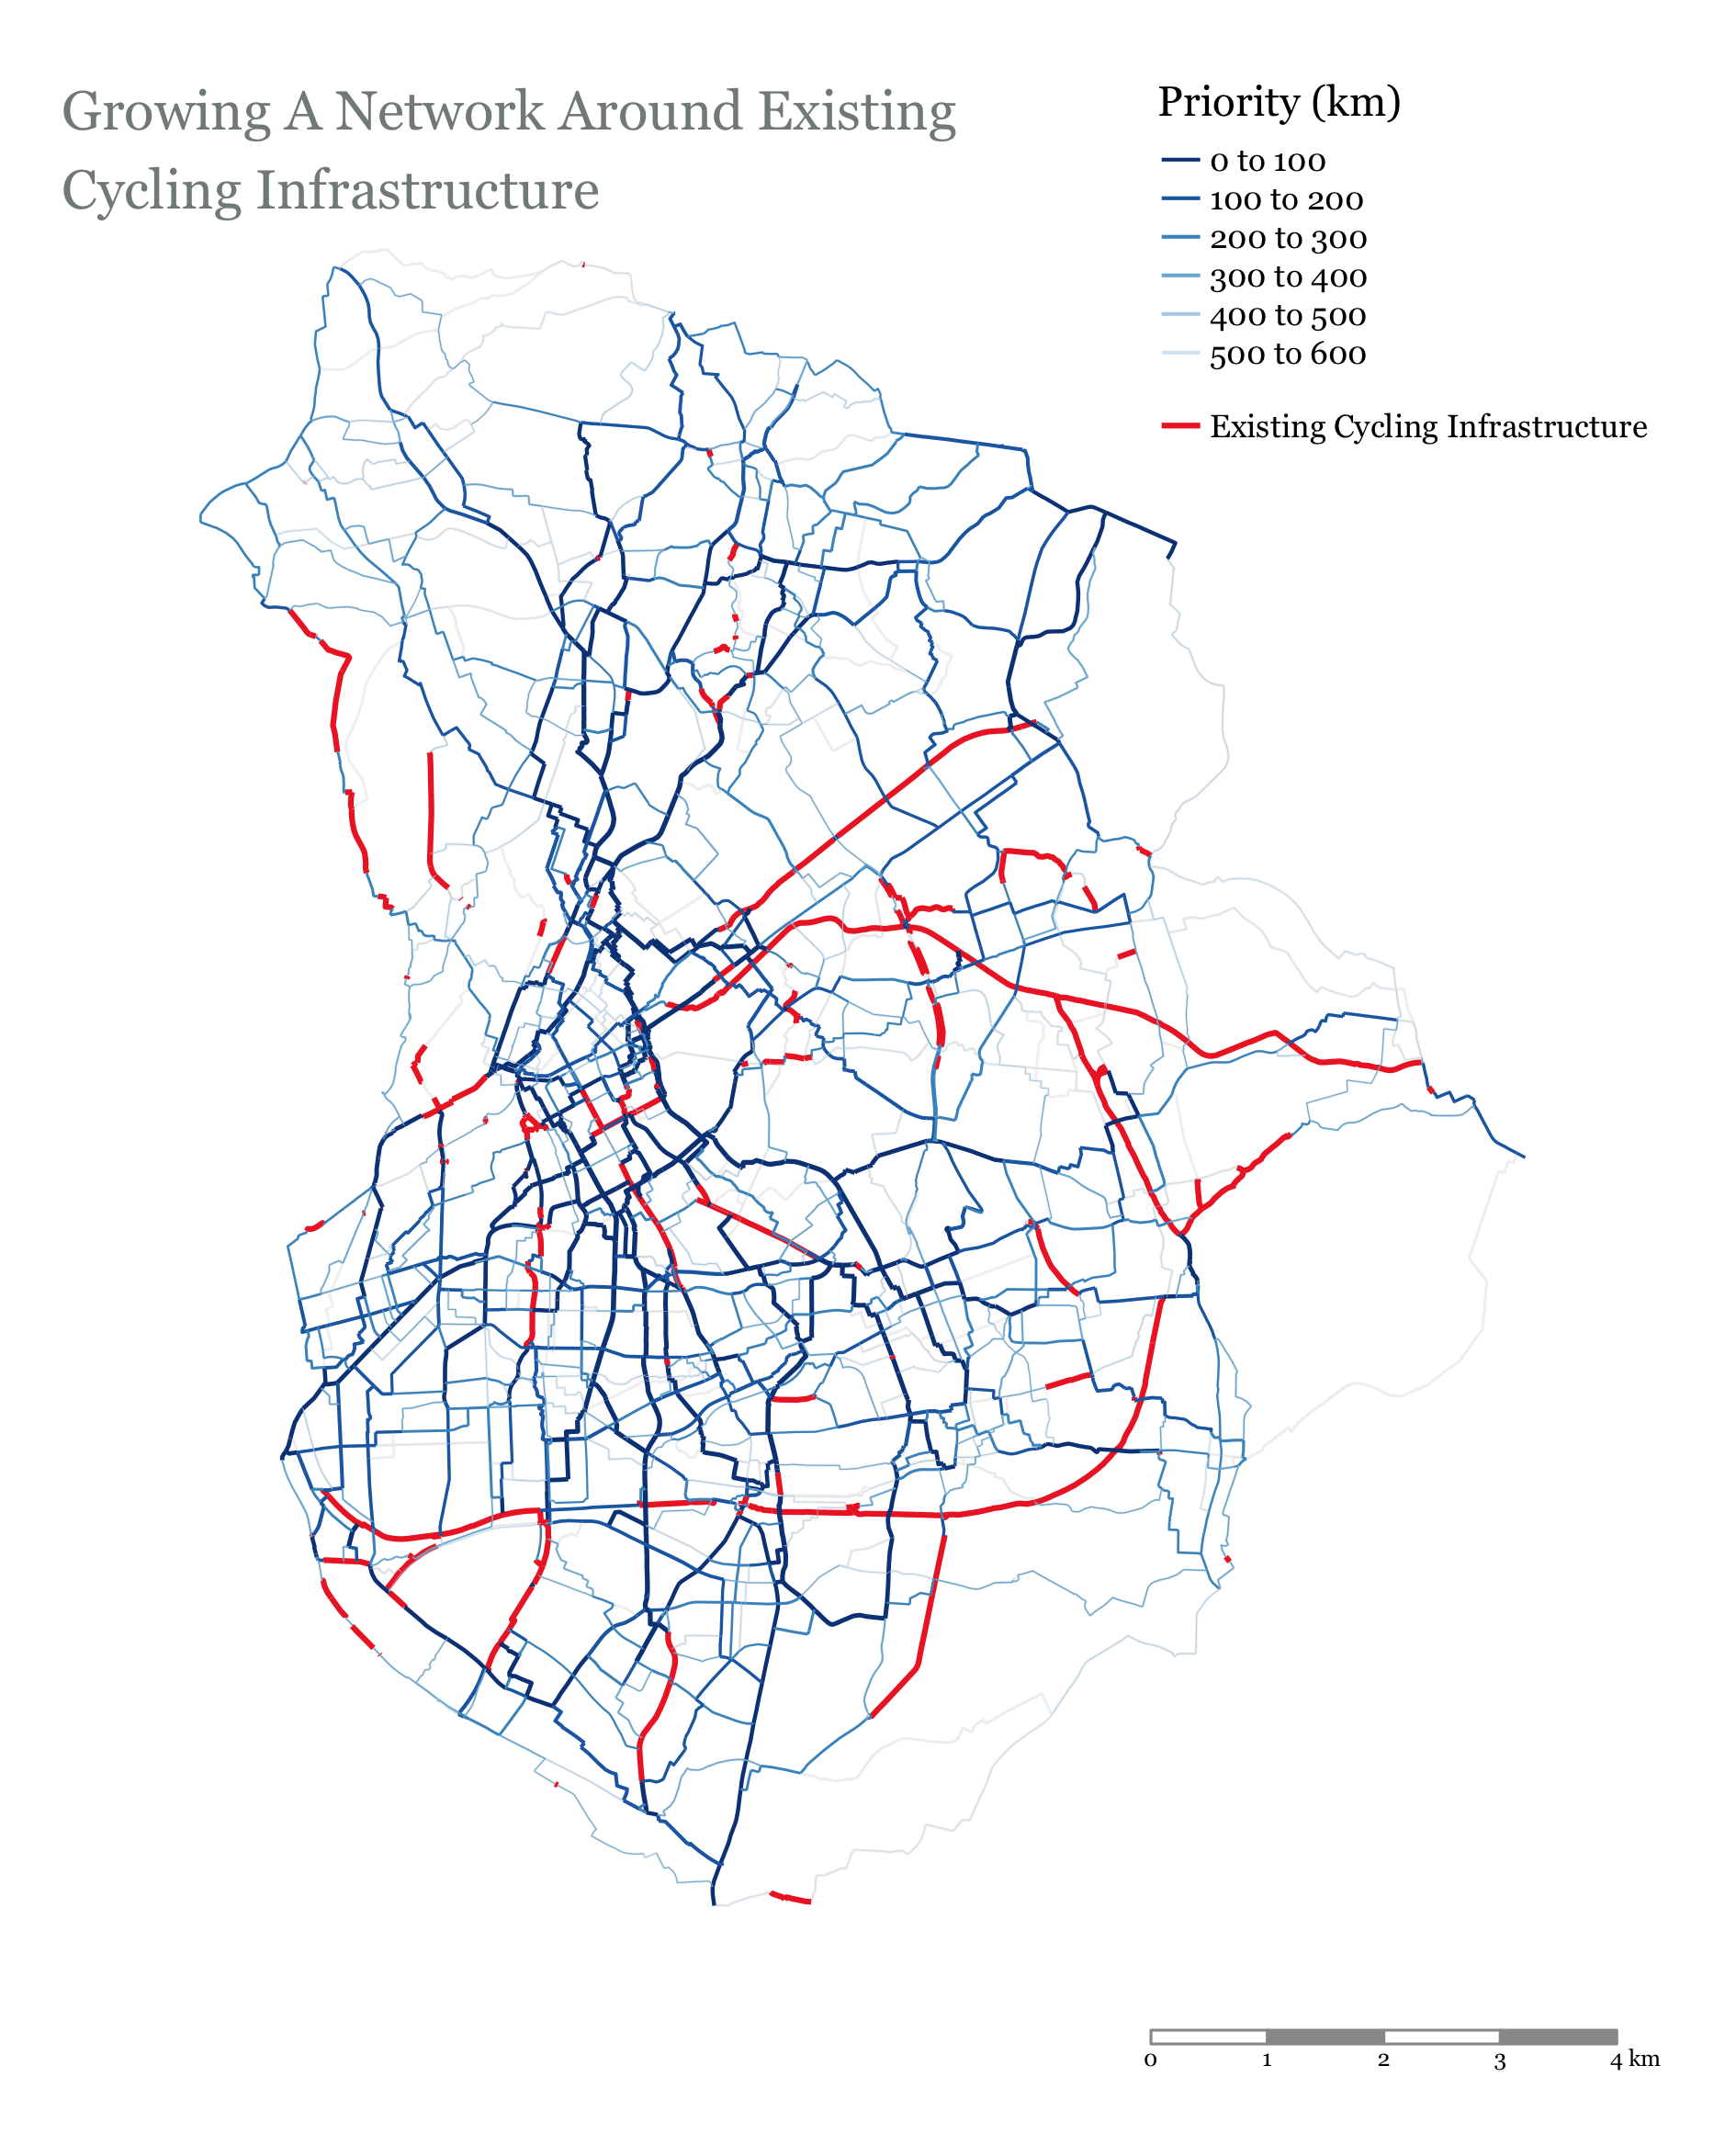 Growing A Network Around Existing
Cycling Infrastructure
Priority (km)
0 to 100
100 to 200
200 to 300
300 to 400
400 to 500
500 to 600
Existing Cycling Infrastructure
0 1 2 3 4 km